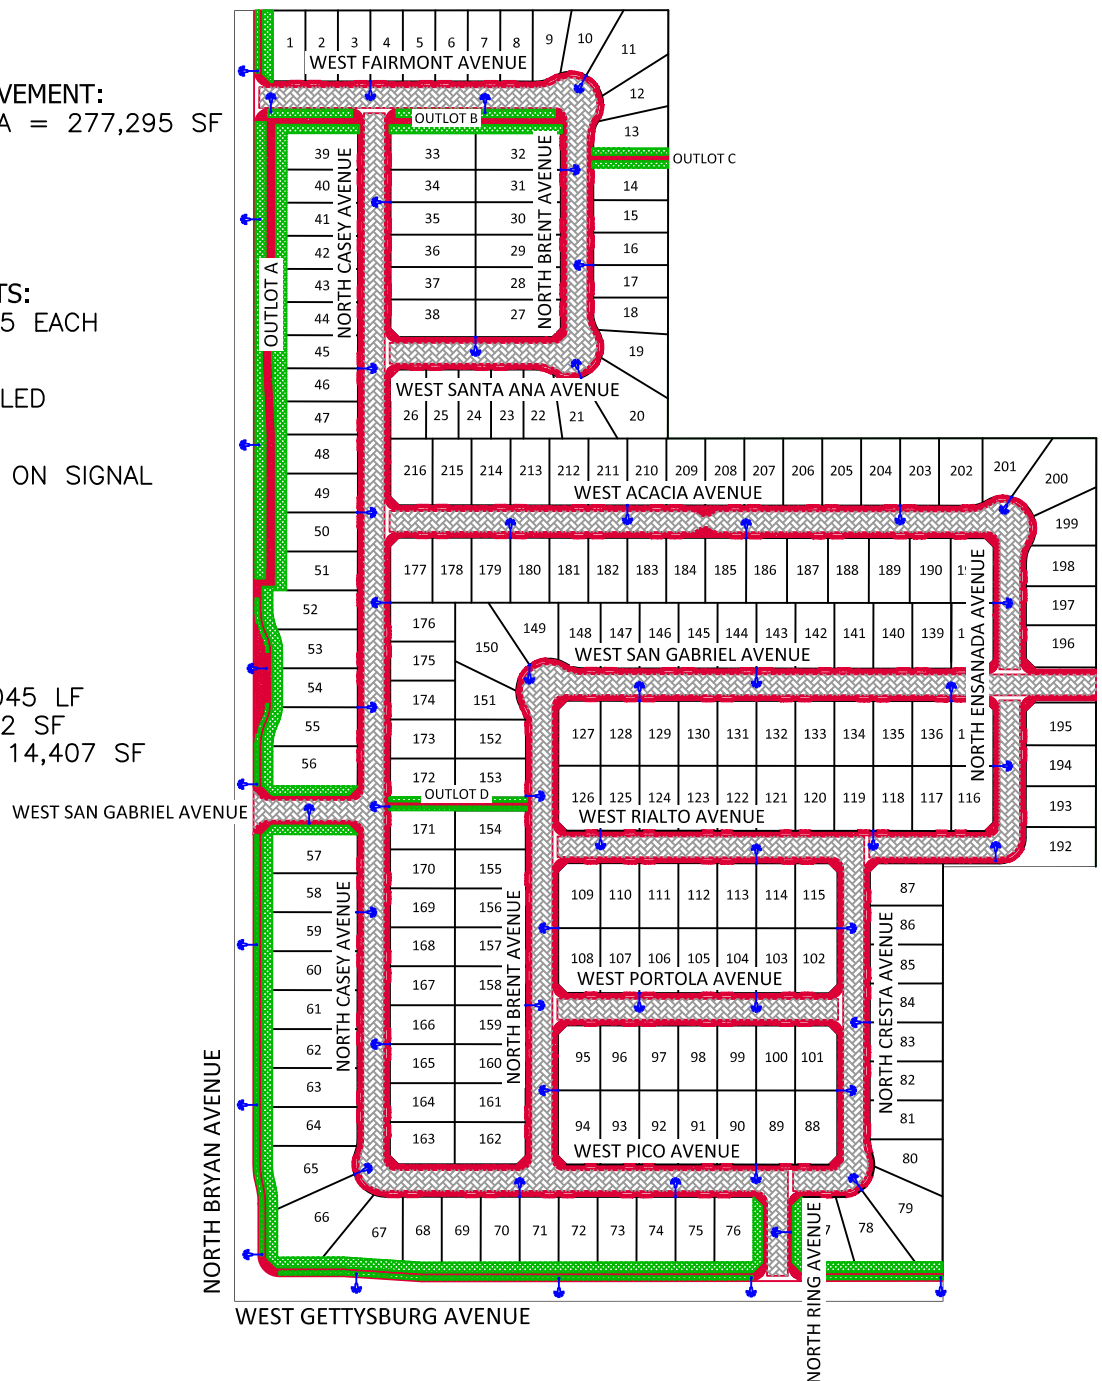 VEMENT:
A = 277,295 SF
TS:
5 EACH
LED
ON SIGNAL
045 LF
2 SF
14,407 SF
1 2 3 4 5 6 7 8 9 10 11
WEST FAIRMONT AVENUE
12
13
OUTLOT B
OUTLOT C
14
15
16
17
18
19
20
39
40
41
42
43
44
45
46
47
48
49
50
51
52
53
54
55
56
OUTLOT A
NORTH CASEY AVENUE
33 32
34 31
35 30
36 29
37 28
38 27
NORTH BRENT AVENUE
WEST SANTA ANA AVENUE
26 25 24 23 22 21
216 215 214 213 212 211 210 209 208 207 206 205 204 203 202 201 200
WEST ACACIA AVENUE
199
198
197
196
177 178 179 180 181 182 183 184 185 186 187 188 189 190
NORTH ENSANADA AVENUE
176
175
174
173
172
149
150
151
152
153
148 147 146 145 144 143 142 141 140 139
WEST SAN GABRIEL AVENUE
127 128 129 130 131 132 133 134 135 136
126 125 124 123 122 121 120 119 118 117 116
WEST RIALTO AVENUE
195
194
193
192
OUTLOT D
WEST SAN GABRIEL AVENUE
57
58
59
60
61
62
63
64
65
66
NORTH CASEY AVENUE
171 154
170 155
169 156
168 157
167 158
166 159
165 160
164 161
163 162
NORTH BRENT AVENUE
109 110 111 112 113 114 115
108 107 106 105 104 103 102
WEST PORTOLA AVENUE
95 96 97 98 99 100 101
94 93 92 91 90 89 88
WEST PICO AVENUE
87
86
85
84
83
82
81
80
79
78
NORTH CRESTA AVENUE
67 68 69 70 71 72 73 74 75 76
NORTH RING AVENUE
NORTH BRYAN AVENUE
WEST GETTYSBURG AVENUE